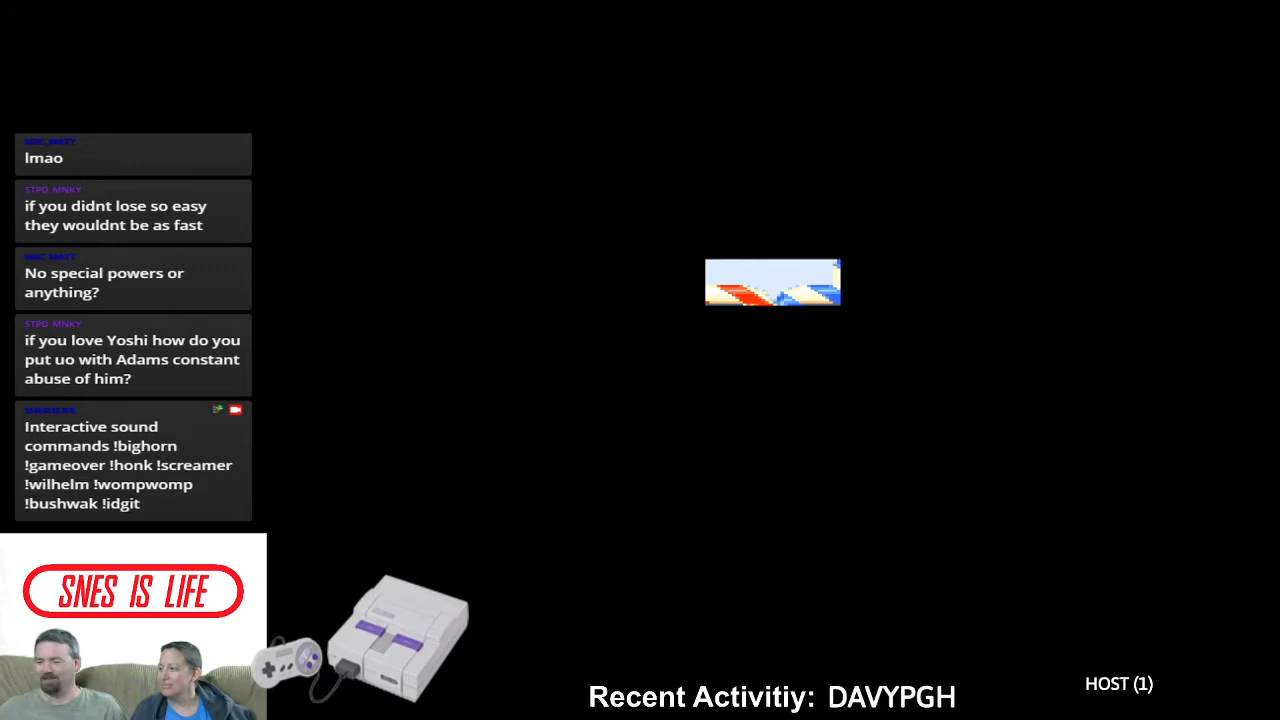 lmao
STPD_MNKY
if you didnt lose so easy
they wouldnt be as fast
No special powers or
anything?
STPD_MNKY
if you love Yoshi how do you
put uo with Adams constant
abuse of him?
Interactive sound
commands !bighorn
!gameover !honk !screamer
!wilhelm !wompwomp
!bushwak !idgit
SNES IS LIFE
Recent Activitiy: DAVYPGH
HOST (1)